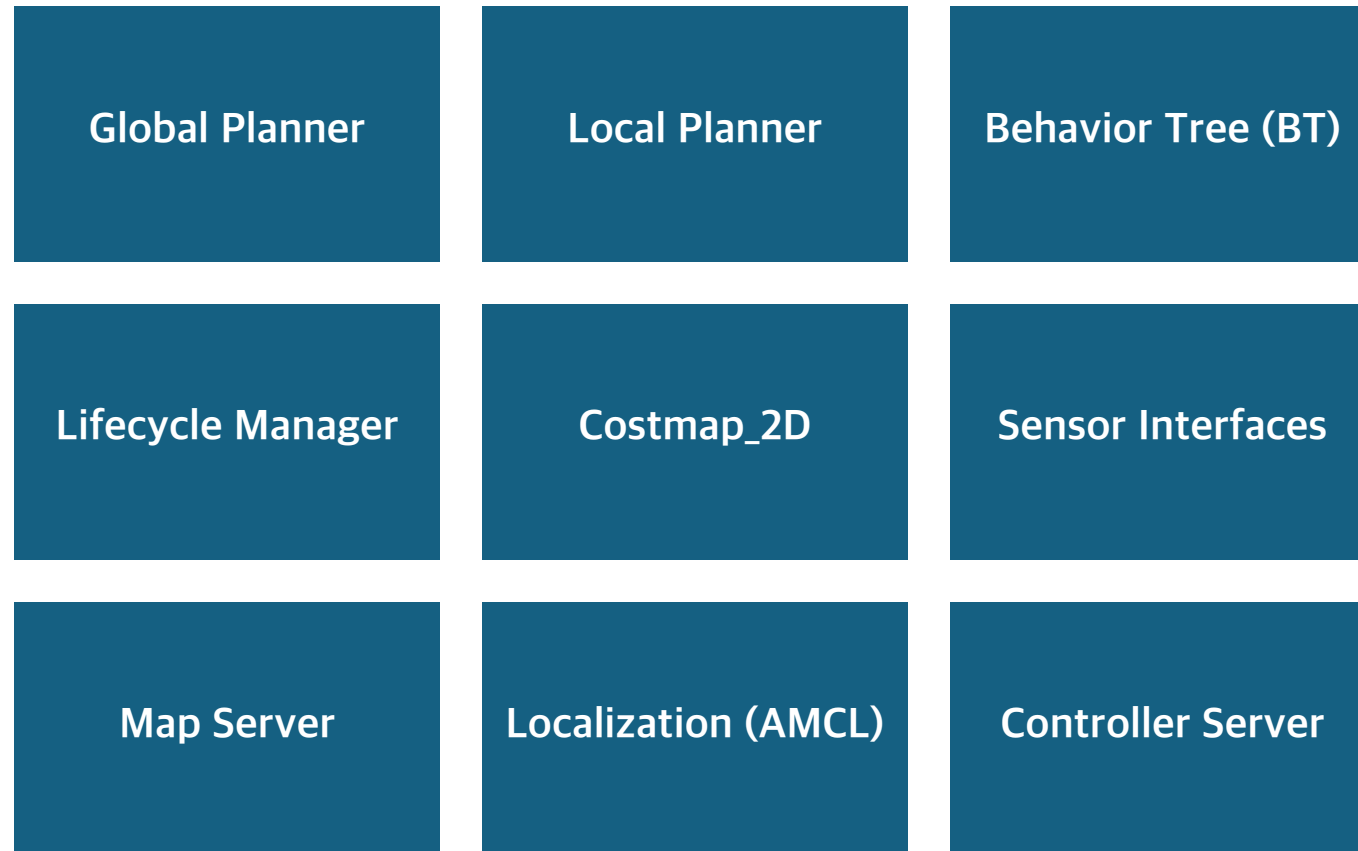 Global Planner
Local Planner
Behavior Tree (BT)
Lifecycle Manager
Costmap_2D
Sensor Interfaces
Map Server
Localization (AMCL)
Controller Server